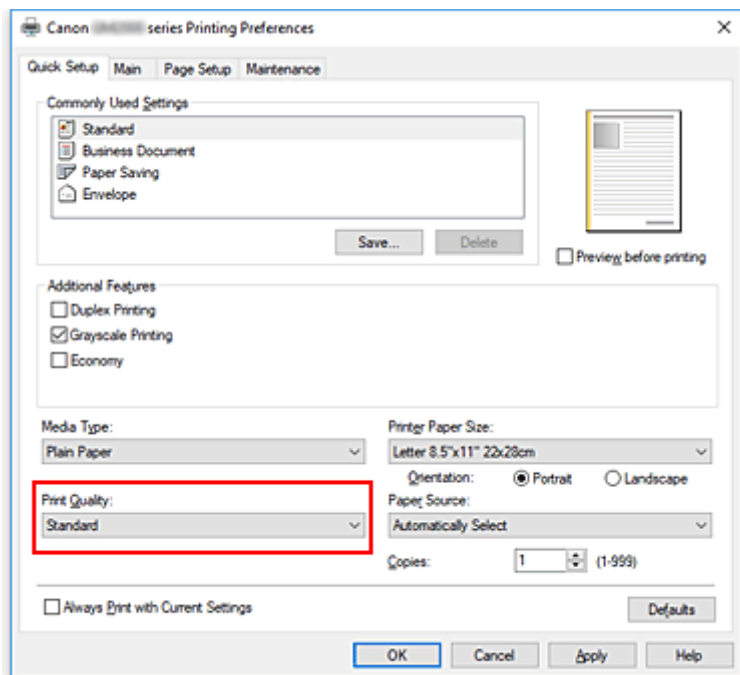 Canon series Printing Preferences
Quick Setup Main Page Setup Maintenance
Commonly Used Settings
Standard
Business Document
Paper Saving
Envelope
Save... Delete
Preview before printing
Additional Features
Duplex Printing
Grayscale Printing
Economy
Media Type:
Plain Paper
Printer Paper Size:
Letter 8.5"x11" 22x28cm
Orientation: Portrait Landscape
Print Quality:
Standard
Paper Source:
Automatically Select
Copies: 1 (1-999)
Always Print with Current Settings
Defaults
OK Cancel Apply Help